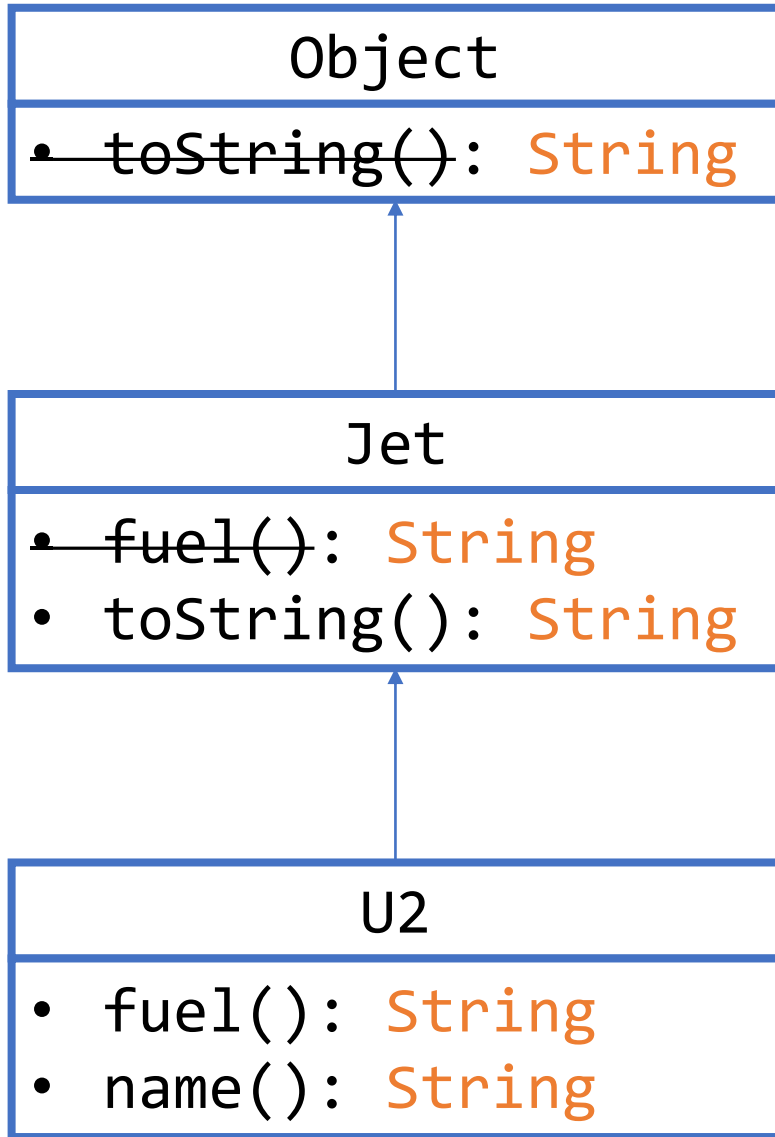 Object
• toString(): String
Jet
• fuel(): String
• toString(): String
U2
• fuel(): String
• name(): String